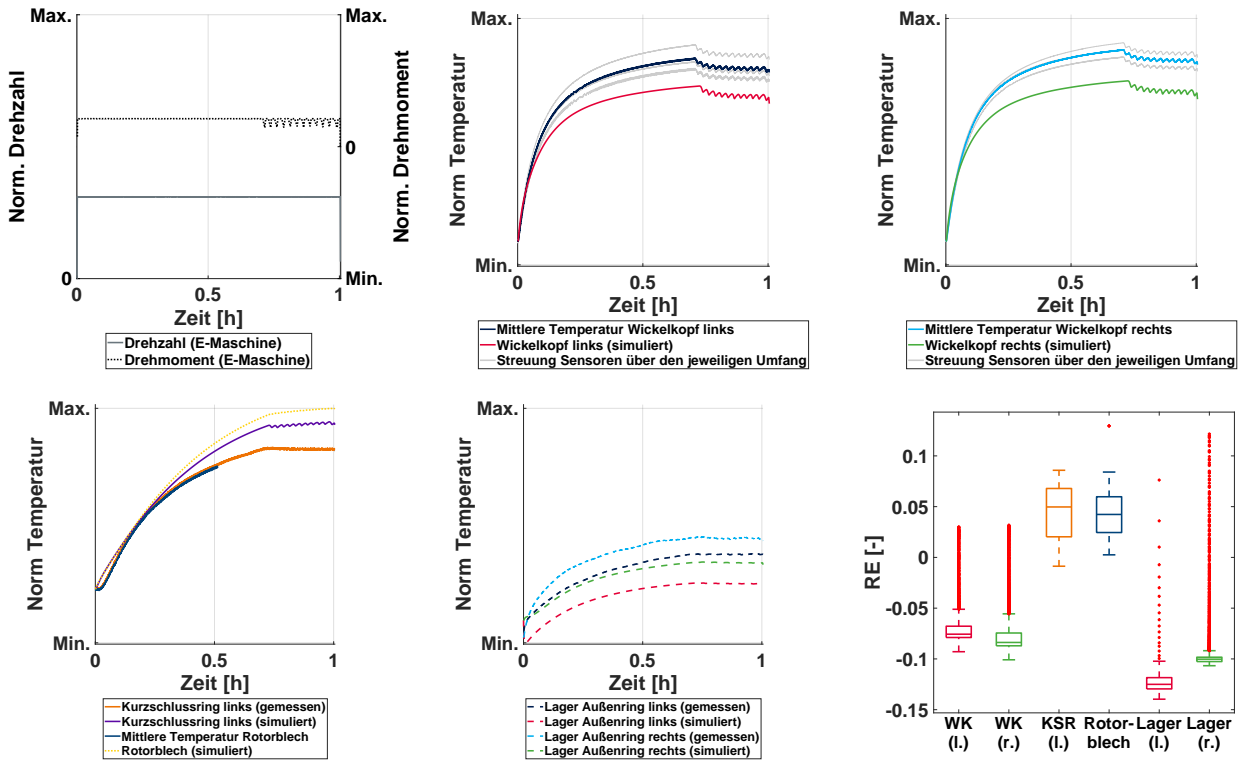 Max.
Max.
Norm. Drehzahl
Norm. Drehmoment
0
0
Min.
0
0.5
1
Zeit [h]
Drehzahl (E-Maschine)
Drehmoment (E-Maschine)
Max.
Norm Temperatur
Min.
0
0.5
1
Zeit [h]
Mittlere Temperatur Wickelkopf links
Wickelkopf links (simuliert)
Streuung Sensoren über den jeweiligen Umfang
Max.
Norm Temperatur
Min.
0
0.5
1
Zeit [h]
Mittlere Temperatur Wickelkopf rechts
Wickelkopf rechts (simuliert)
Streuung Sensoren über den jeweiligen Umfang
Max.
Norm Temperatur
Min.
0
0.5
1
Zeit [h]
Kurzschlussring links (gemessen)
Kurzschlussring links (simuliert)
Mittlere Temperatur Rotorblech
Rotorblech (simuliert)
Max.
Norm Temperatur
Min.
0
0.5
1
Zeit [h]
Lager Außenring links (gemessen)
Lager Außenring links (simuliert)
Lager Außenring rechts (gemessen)
Lager Außenring rechts (simuliert)
0.1
0.05
0
-0.05
-0.1
-0.15
RE [-]
WK WK KSR Rotor- Lager Lager
(l.) (r.) (l.) blech (l.) (r.)